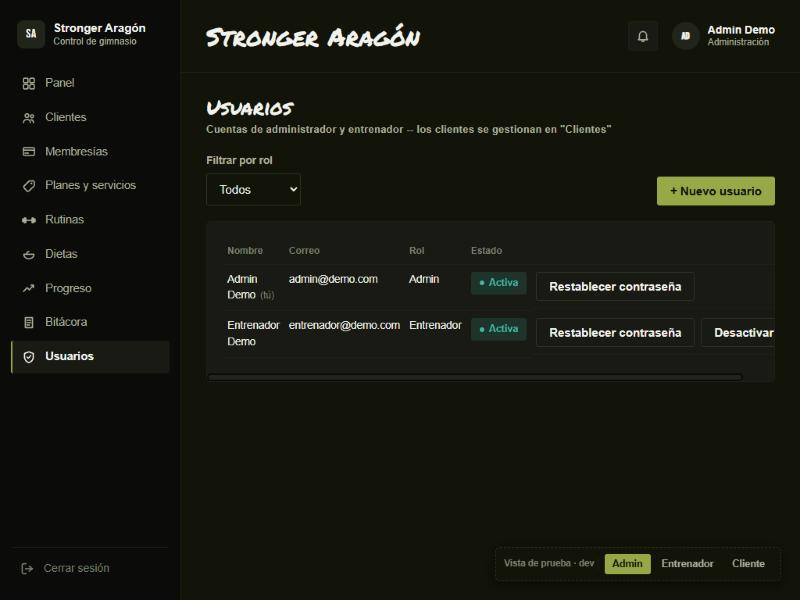 SA
Stronger Aragón
Control de gimnasio
Panel
Clientes
Membresías
Planes y servicios
Rutinas
Dietas
Progreso
Bitácora
Usuarios
Cerrar sesión
Stronger Aragón
AD
Admin Demo
Administración
Usuarios
Cuentas de administrador y entrenador -- los clientes se gestionan en "Clientes"
Filtrar por rol
Todos
+ Nuevo usuario
Nombre Correo Rol Estado
Admin Demo (tú) admin@demo.com Admin Activa Restablecer contraseña
Entrenador Demo entrenador@demo.com Entrenador Activa Restablecer contraseña Desactivar
Vista de prueba · dev Admin Entrenador Cliente